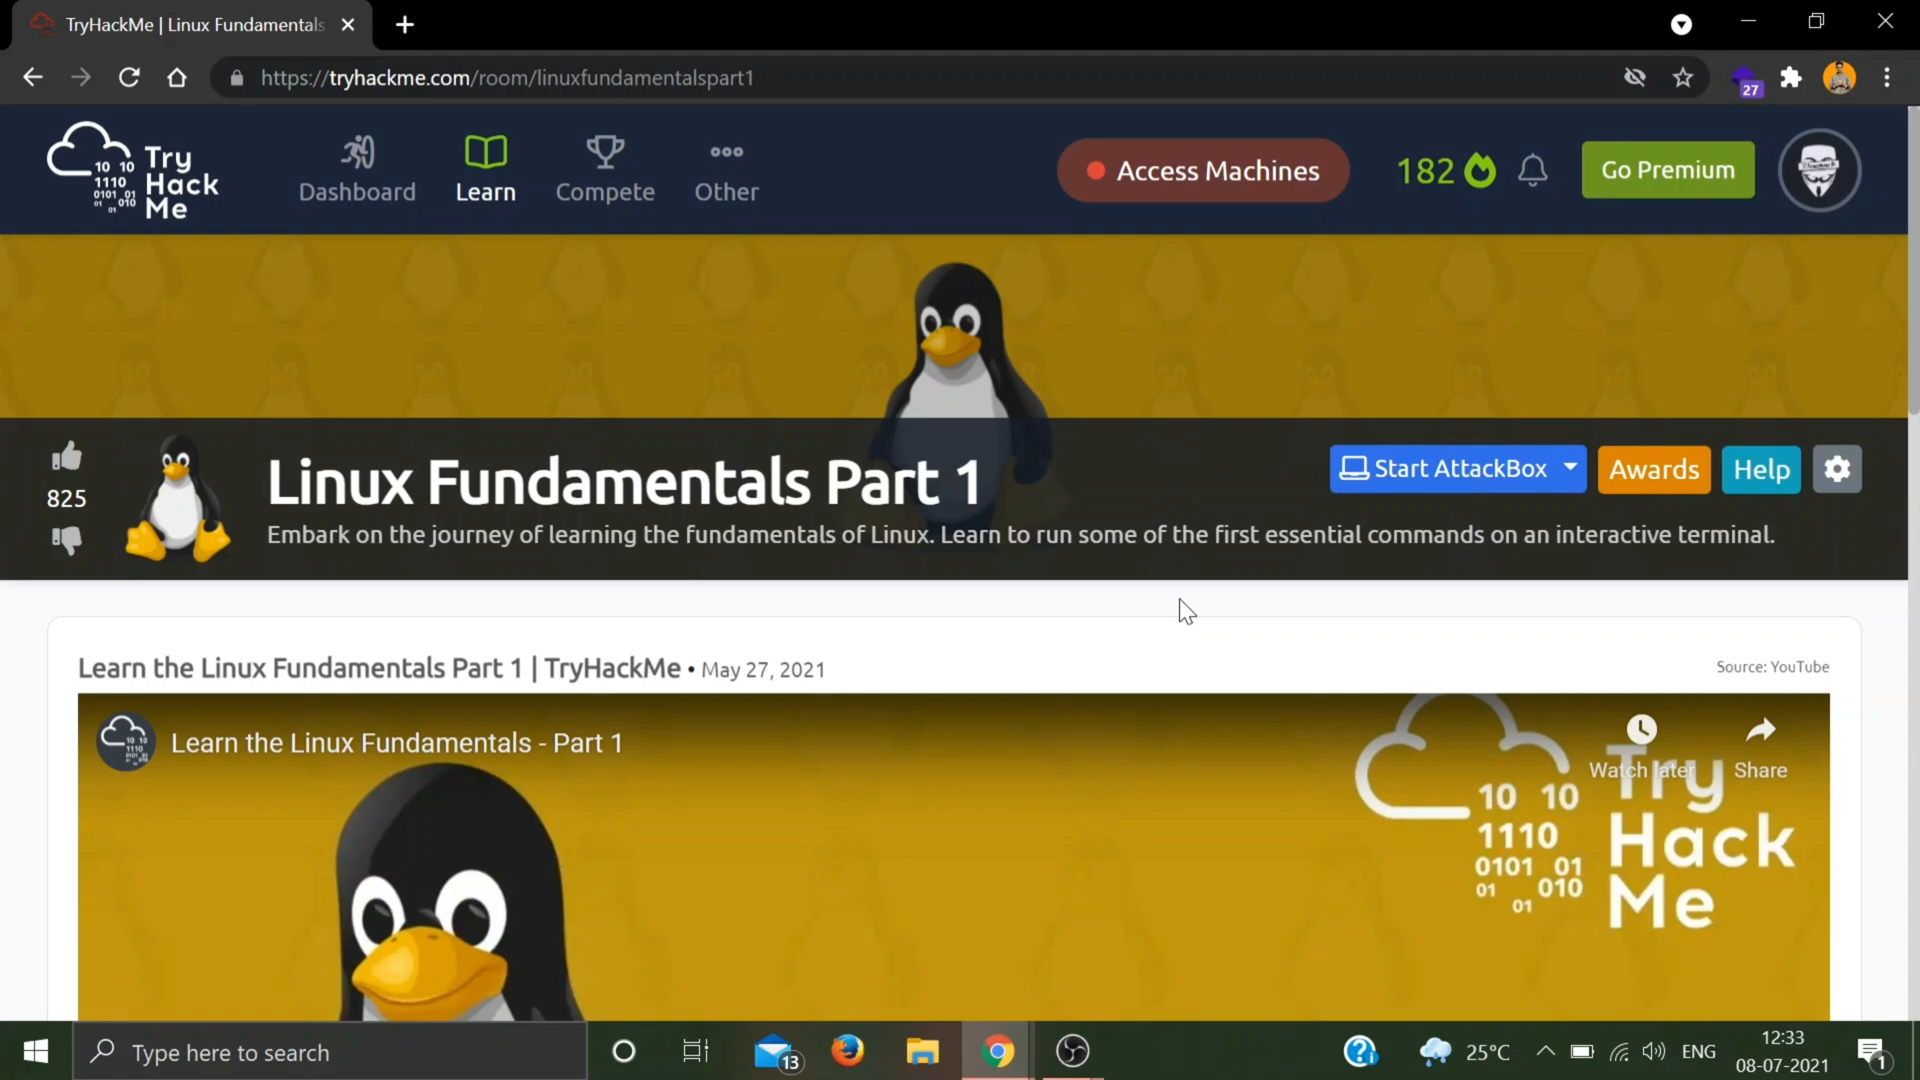 TryHackMe | Linux Fundamentals
https://tryhackme.com/room/linuxfundamentalspart1
27
10 10
1110
0101 01
01 010
01
Try
Hack
Me
Dashboard
Learn
Compete
Other
Access Machines
182
Go Premium
825
Linux Fundamentals Part 1
Embark on the journey of learning the fundamentals of Linux. Learn to run some of the first essential commands on an interactive terminal.
Start AttackBox
Awards
Help
Learn the Linux Fundamentals Part 1 | TryHackMe • May 27, 2021
Source: YouTube
Learn the Linux Fundamentals - Part 1
Watch later
Share
10 10
1110
0101 01
01 010
01
Try
Hack
Me
Type here to search
13
25°C
ENG
12:33
08-07-2021
1